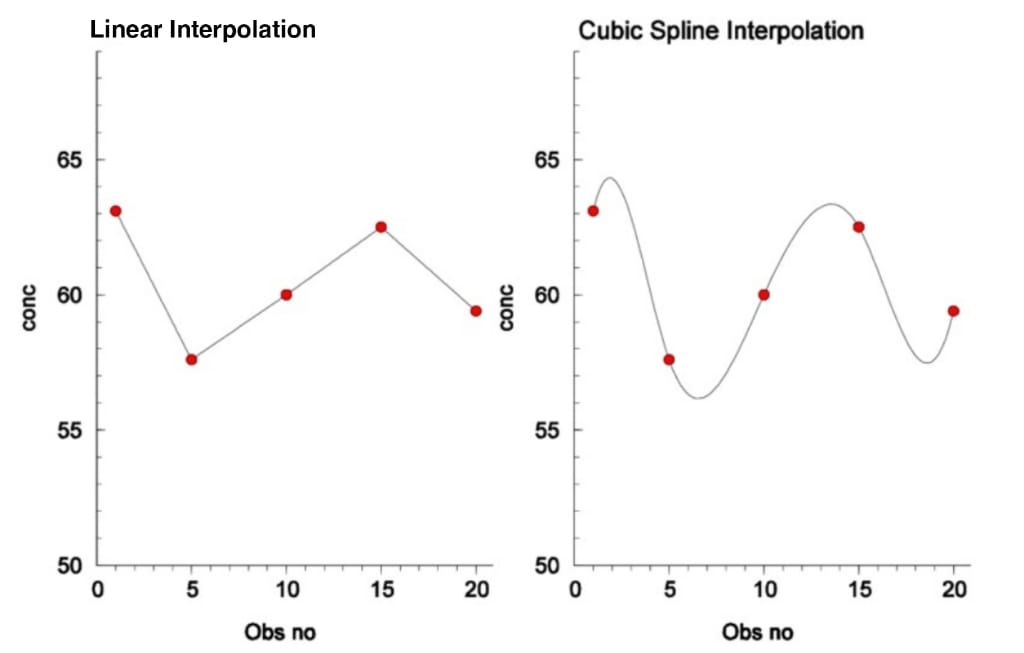 Linear Interpolation
65
60
55
50
0 5 10 15 20
conc
Obs no
Cubic Spline Interpolation
65
60
55
50
0 5 10 15 20
conc
Obs no